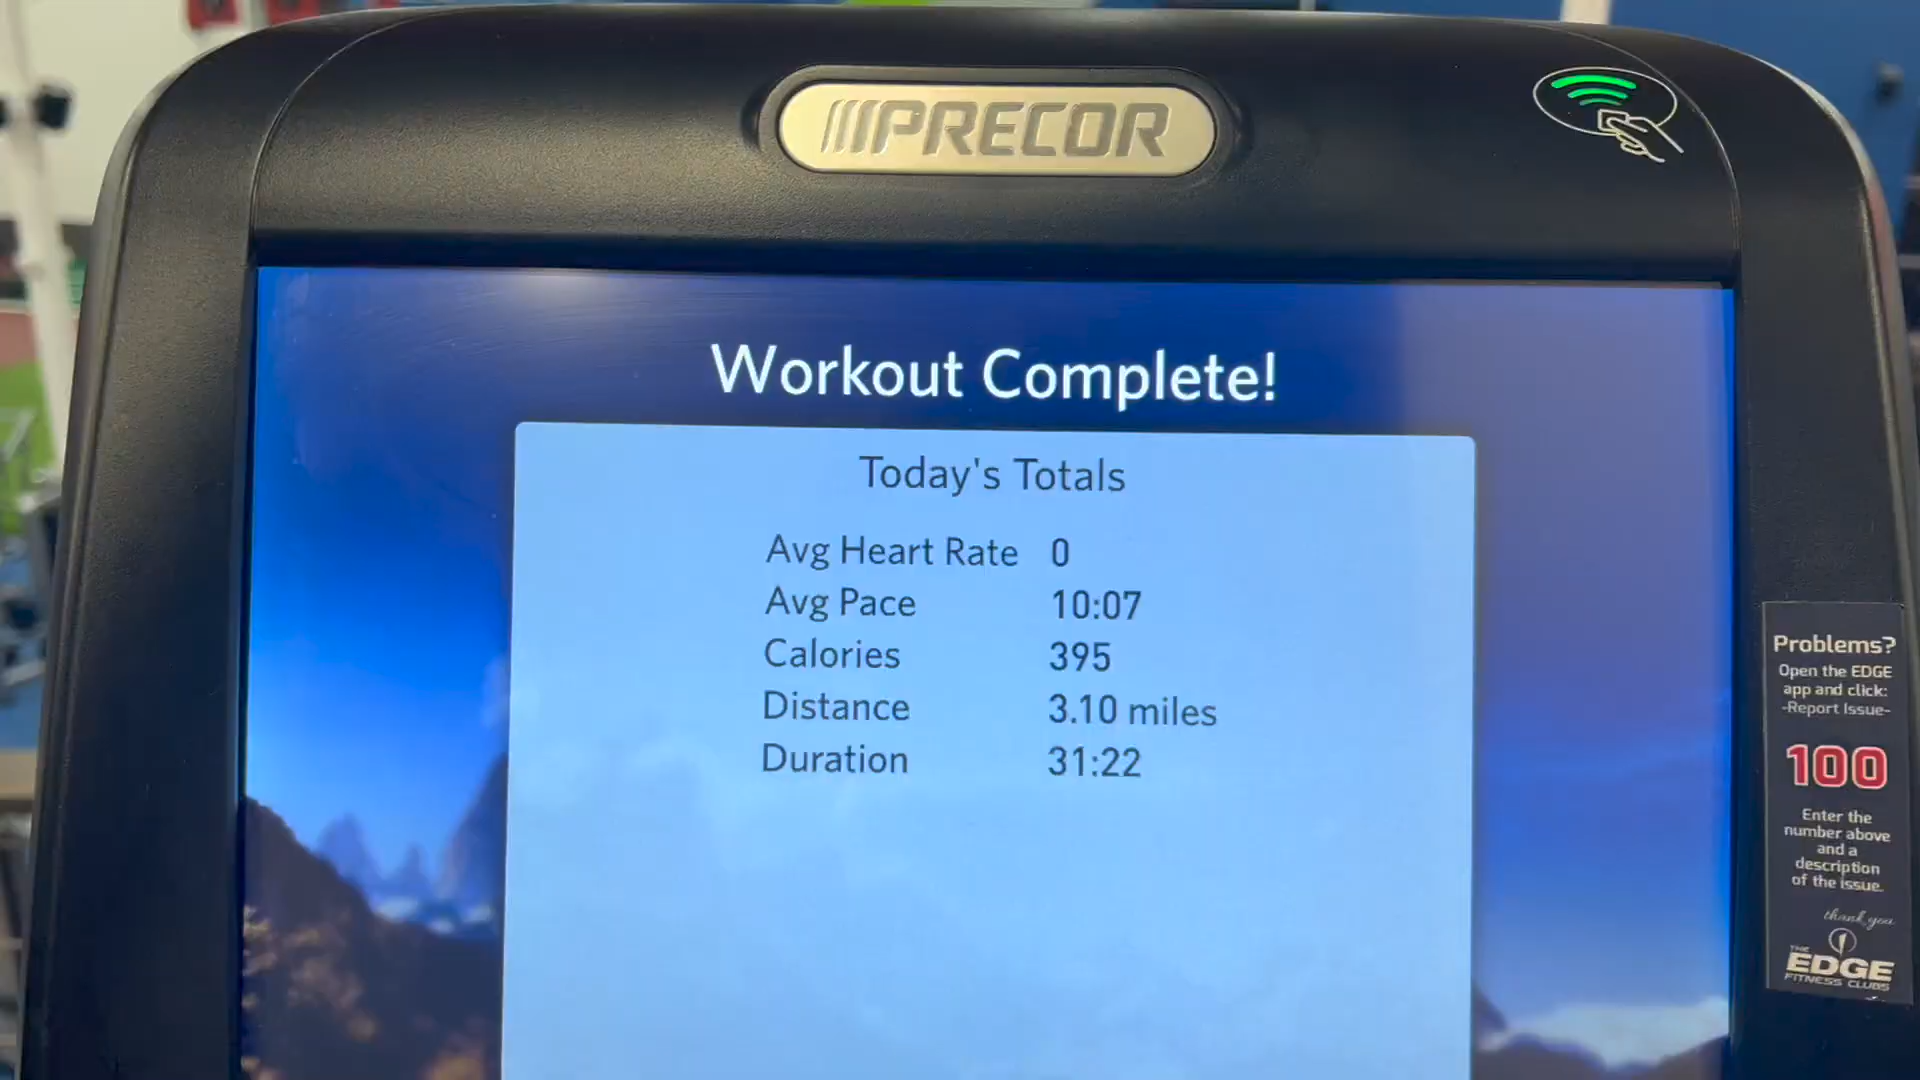 PRECOR
Workout Complete!
Today's Totals
Avg Heart Rate 0
Avg Pace 10:07
Calories 395
Distance 3.10 miles
Duration 31:22
Problems?
Open the EDGE
app and click:
-Report Issue-
100
Enter the
number above
and a
description
of the issue.
thank you
THE
EDGE
FITNESS CLUBS